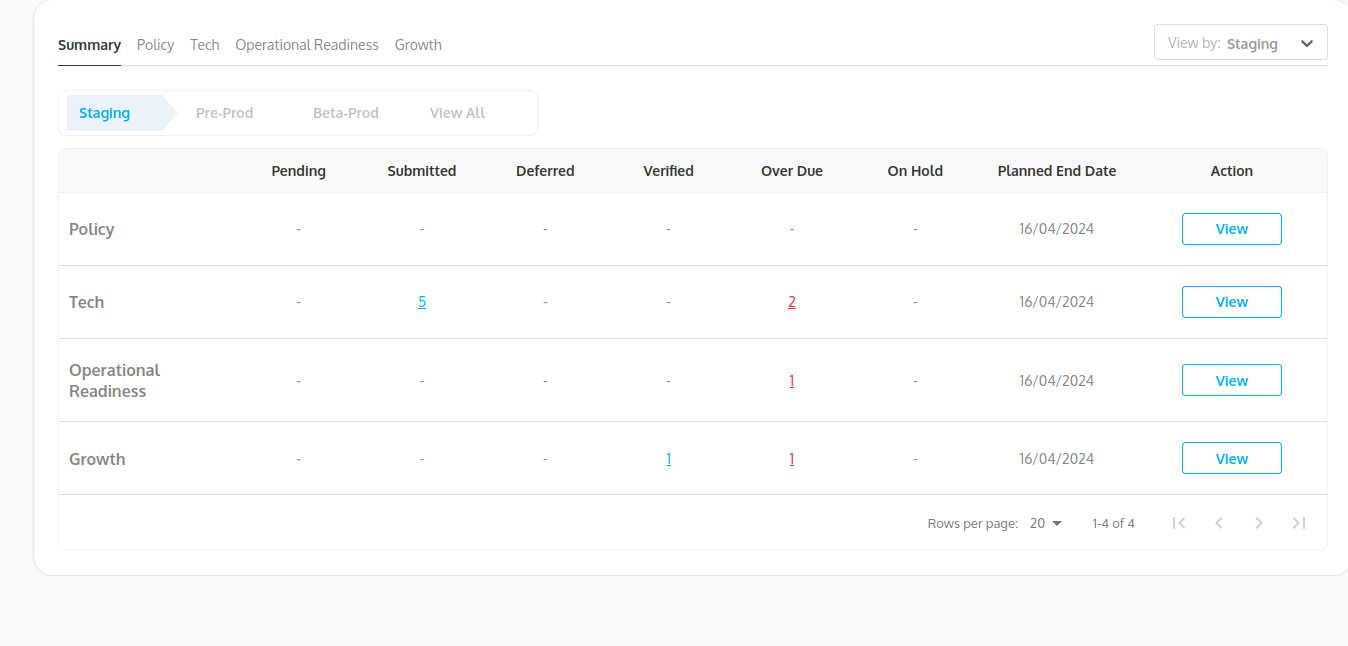 Summary Policy Tech Operational Readiness Growth View by: Staging
Staging Pre-Prod Beta-Prod View All
Pending Submitted Deferred Verified Over Due On Hold Planned End Date Action
Policy - - - - - - 16/04/2024 View
Tech - 5 - - 2 - 16/04/2024 View
Operational
Readiness - - - - 1 - 16/04/2024 View
Growth - - - 1 1 - 16/04/2024 View
Rows per page: 20 1-4 of 4